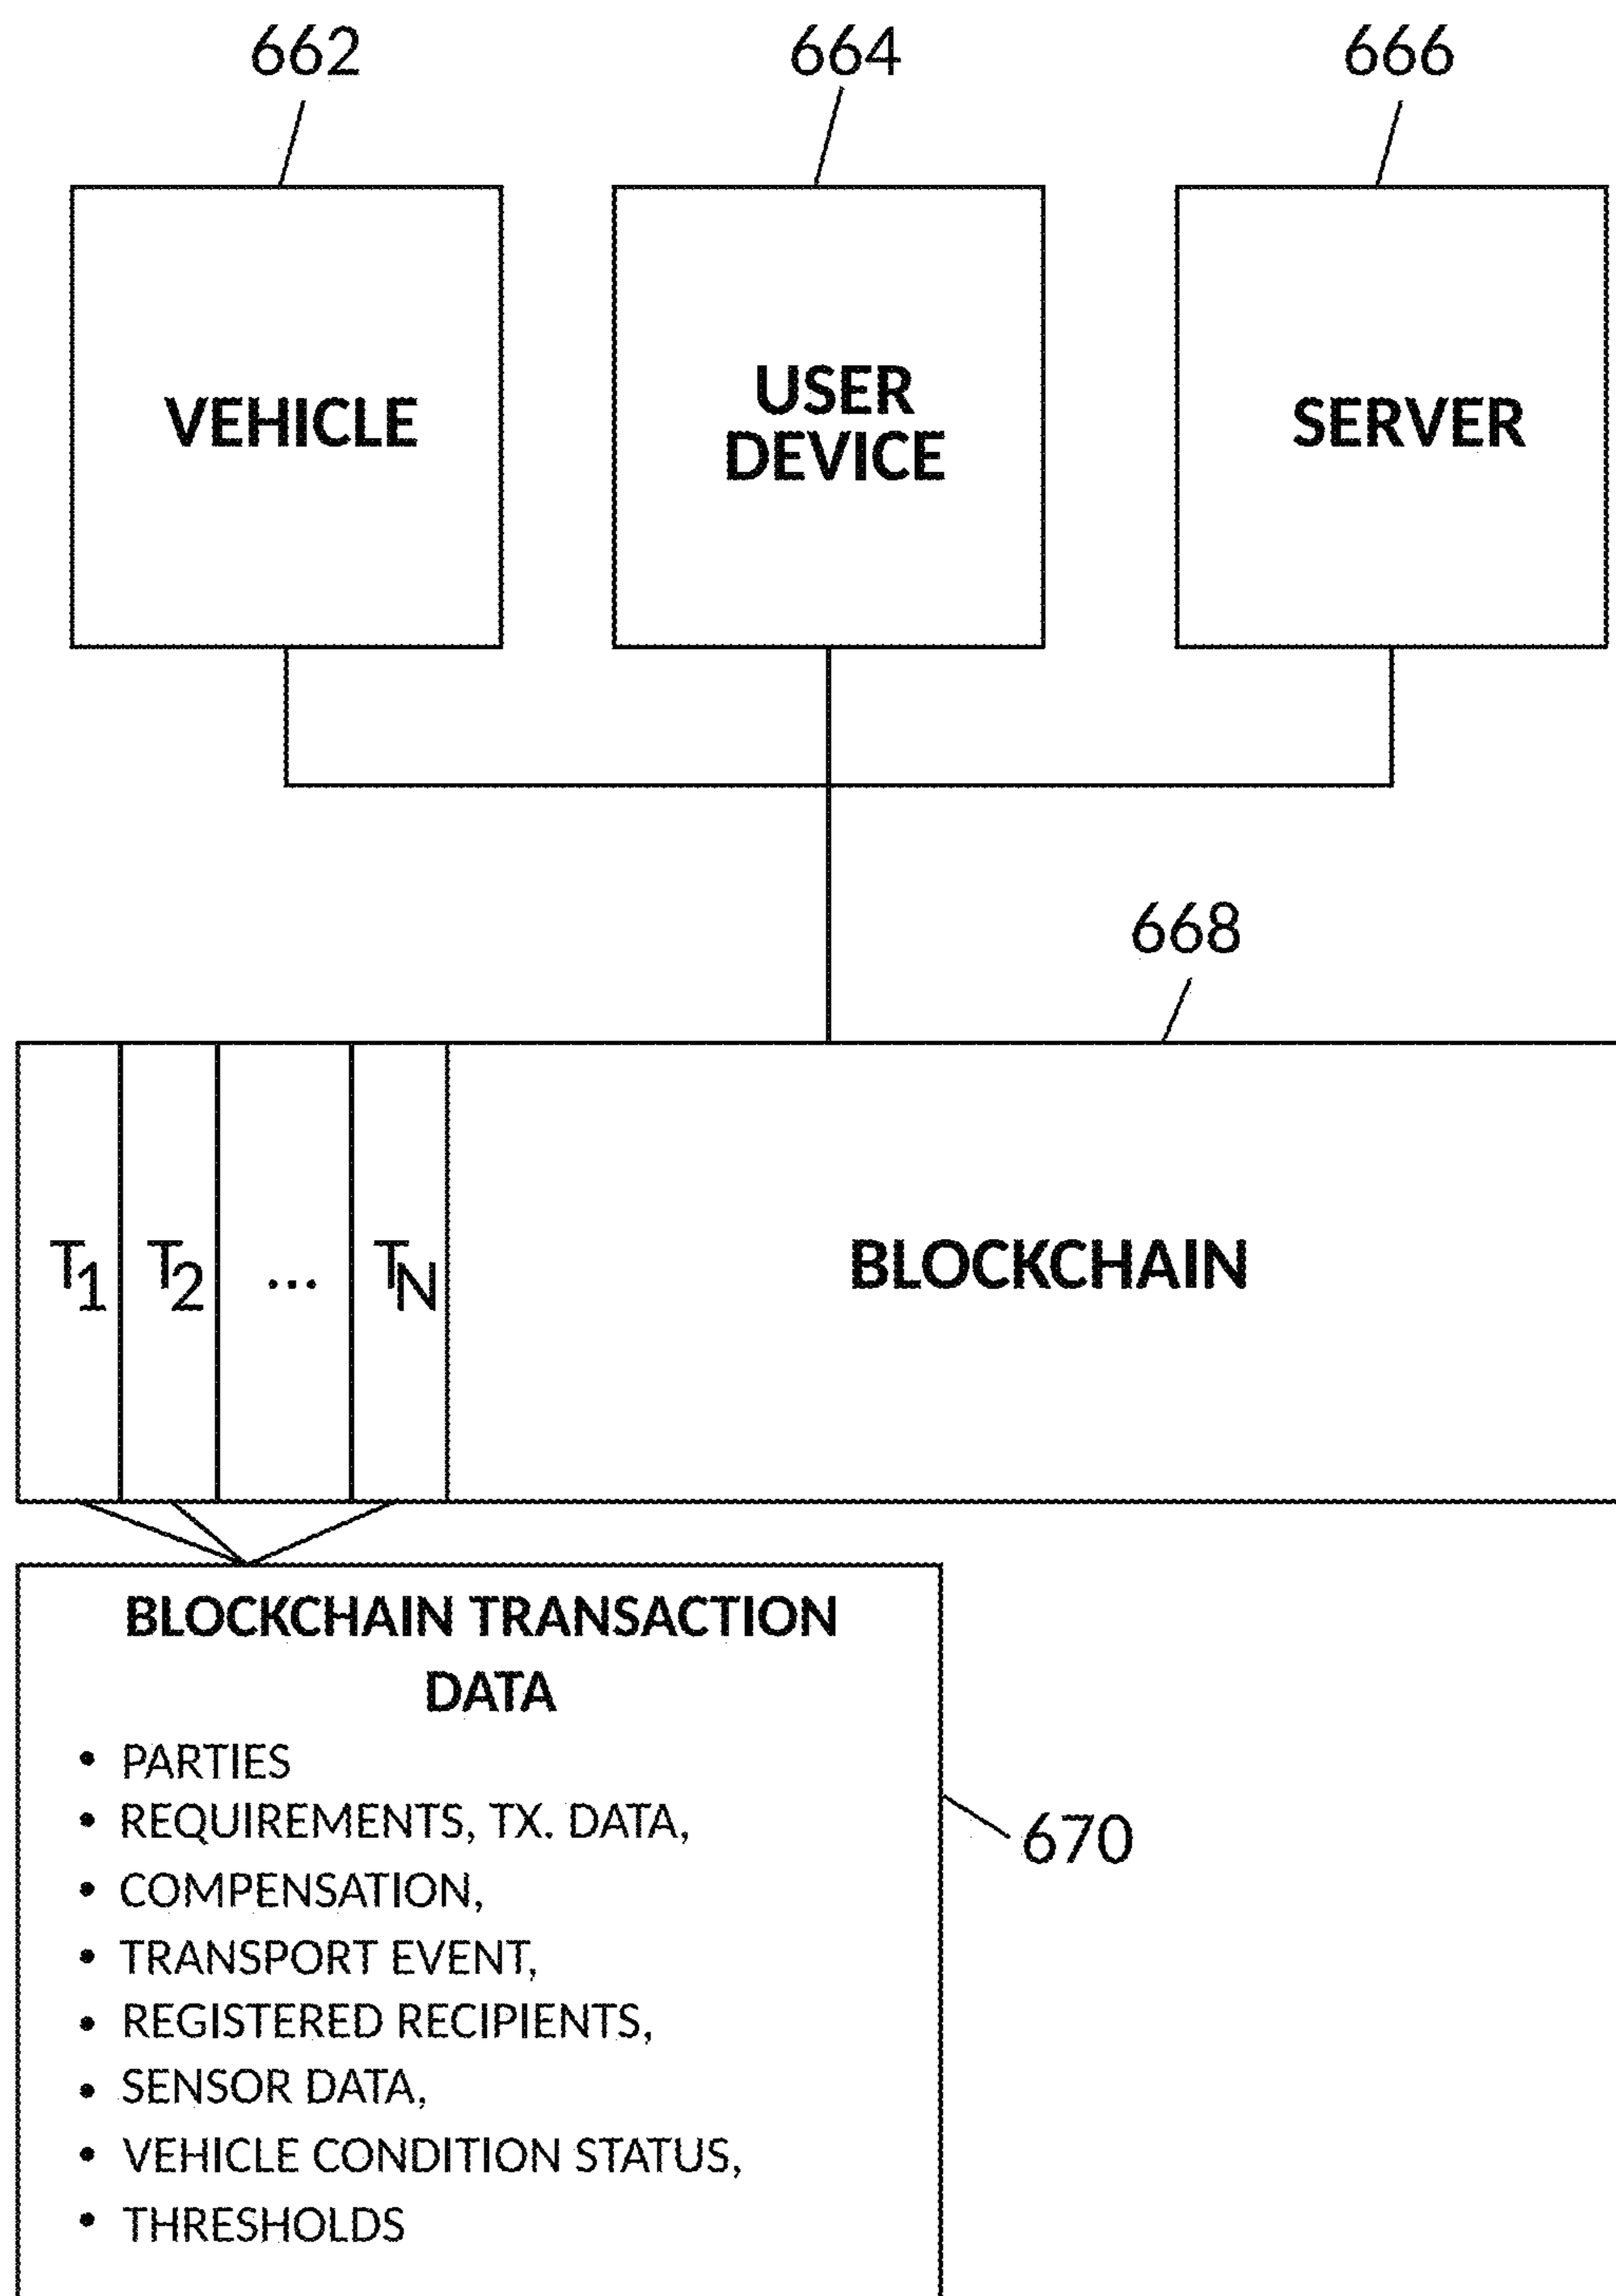 662
664
666
VEHICLE
USER
DEVICE
SERVER
668
T1
T2
...
TN
BLOCKCHAIN
BLOCKCHAIN TRANSACTION
DATA
• PARTIES
• REQUIREMENTS, TX. DATA,
• COMPENSATION,
• TRANSPORT EVENT,
• REGISTERED RECIPIENTS,
• SENSOR DATA,
• VEHICLE CONDITION STATUS,
• THRESHOLDS
670